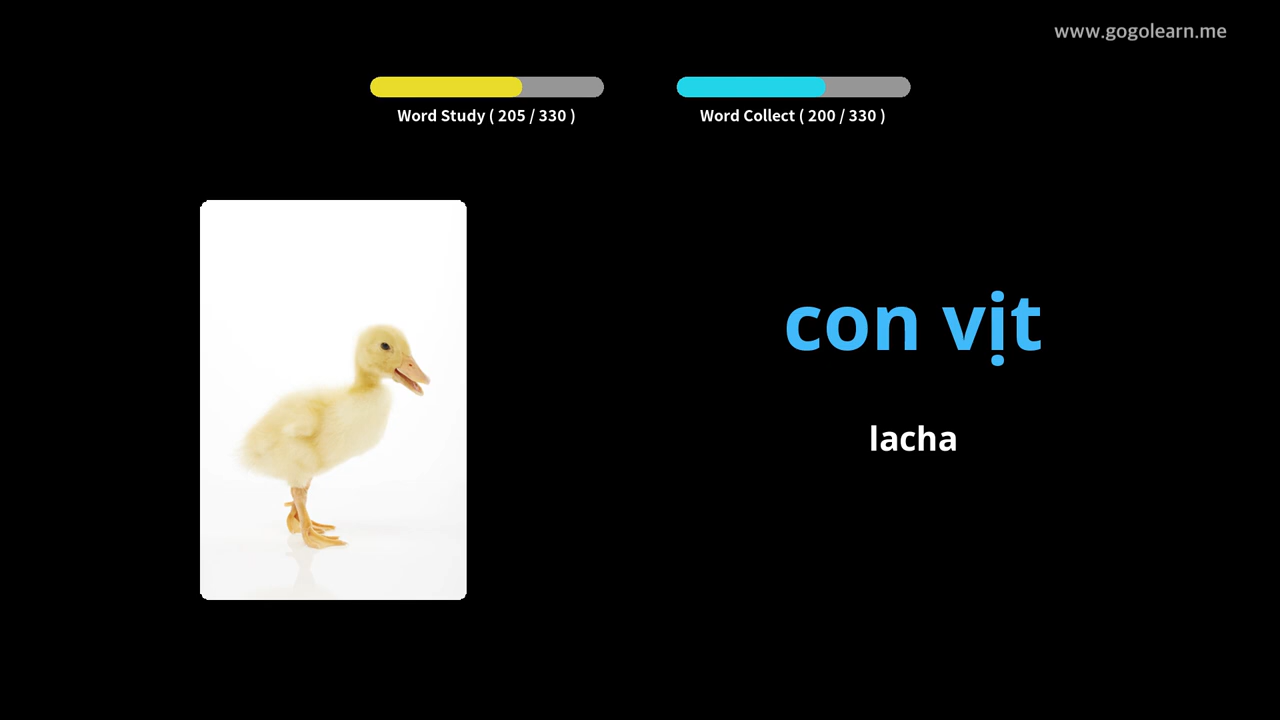 www.gogolearn.me
Word Study ( 205 / 330 )
Word Collect ( 200 / 330 )
con vịt
lacha